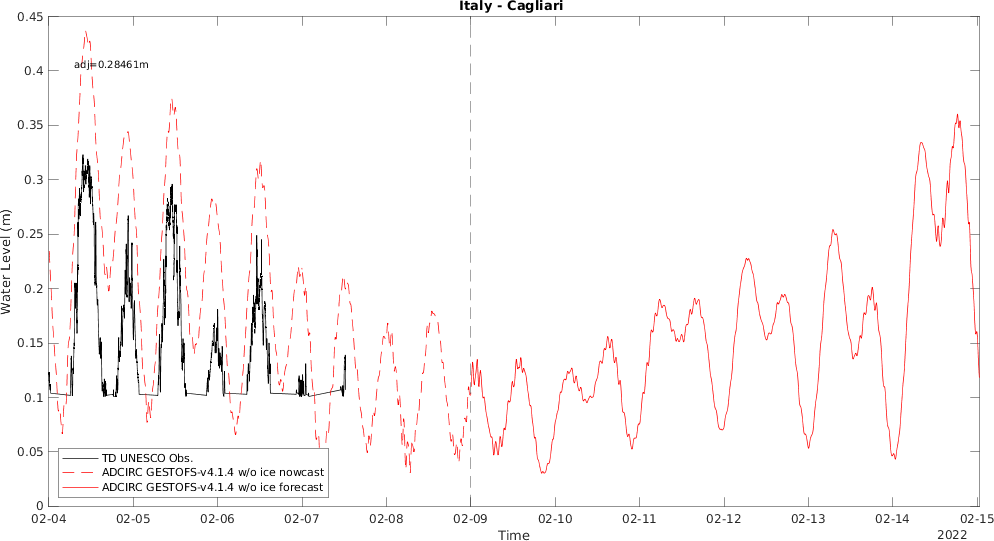 Italy - Cagliari
0.45
0.4
0.35
0.3
0.25
0.2
0.15
0.1
0.05
0
Water Level (m)
adj=0.28461m
TD UNESCO Obs.
ADCIRC GESTOFS-v4.1.4 w/o ice nowcast
ADCIRC GESTOFS-v4.1.4 w/o ice forecast
02-04 02-05 02-06 02-07 02-08 02-09 02-10 02-11 02-12 02-13 02-14 02-15
Time
2022